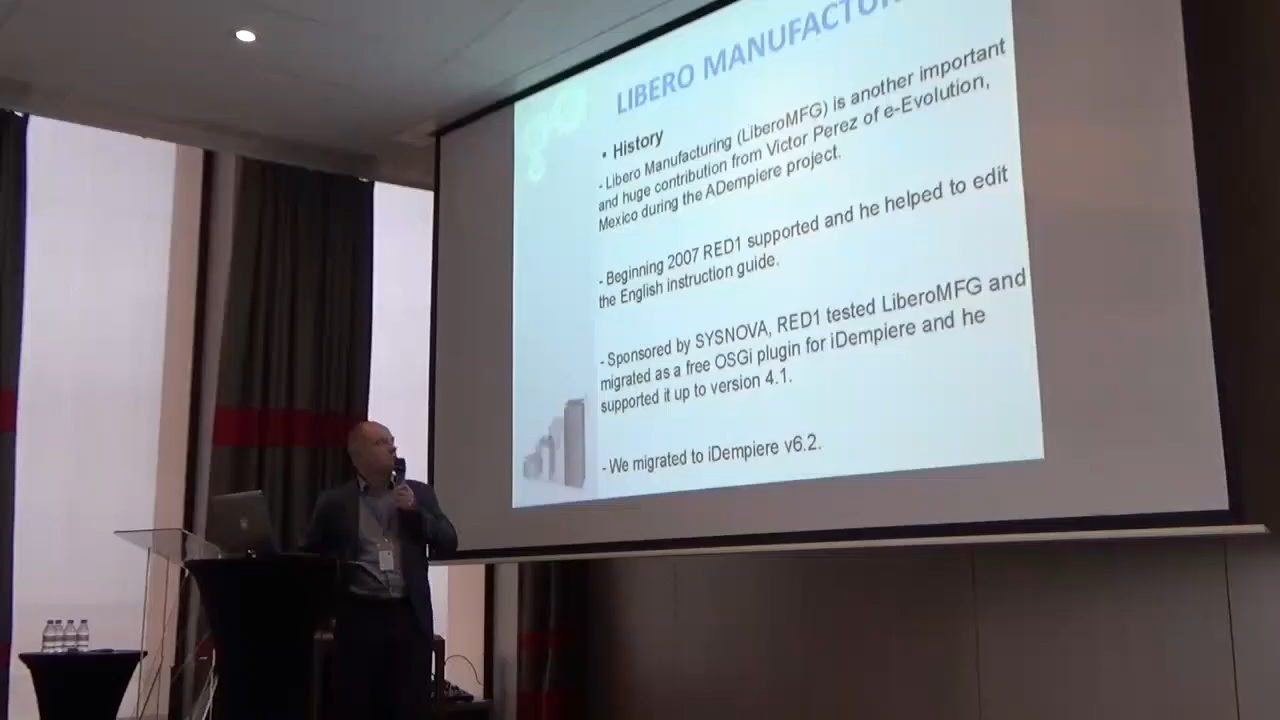 LIBERO MANUFACTUR
• History
- Libero Manufacturing (LiberoMFG) is another important
and huge contribution from Victor Perez of e-Evolution,
Mexico during the ADempiere project.
- Beginning 2007 RED1 supported and he helped to edit
the English instruction guide.
- Sponsored by SYSNOVA, RED1 tested LiberoMFG and
migrated as a free OSGi plugin for iDempiere and he
supported it up to version 4.1.
- We migrated to iDempiere v6.2.